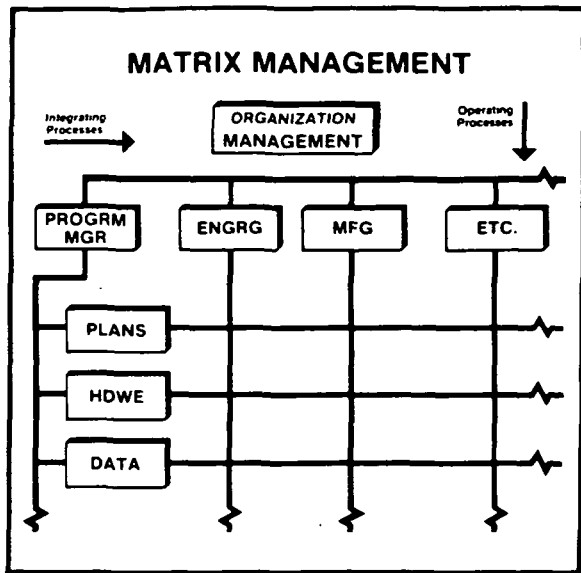 MATRIX MANAGEMENT
Integrating
Processes
ORGANIZATION
MANAGEMENT
Operating
Processes
PROGRM
MGR
ENGRG
MFG
ETC.
PLANS
HDWE
DATA